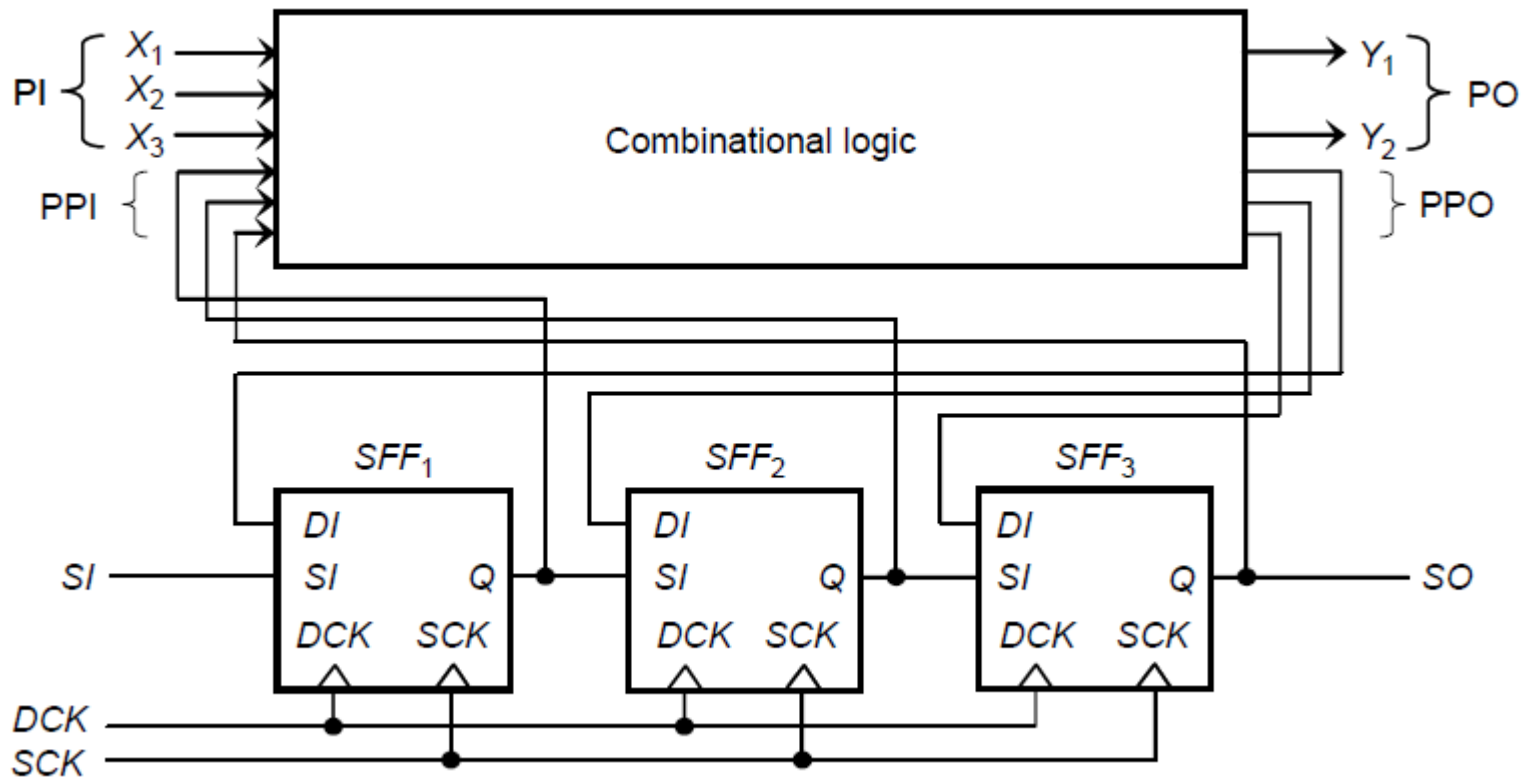 PI
X1
X2
X3
PPI
Combinational logic
Y1
Y2
PO
PPO
SFF1
SFF2
SFF3
DI
SI
Q
DCK SCK
DI
SI
Q
DCK SCK
DI
SI
Q
DCK SCK
SI
SO
DCK
SCK